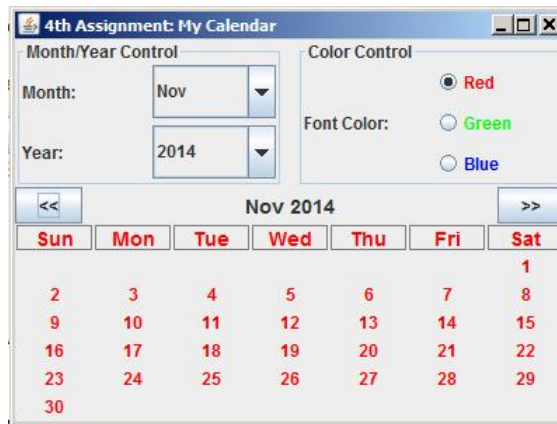 4th Assignment: My Calendar
Month/Year Control
Month: Nov
Year: 2014
Color Control
Font Color:
Red
Green
Blue
<< Nov 2014 >>
Sun Mon Tue Wed Thu Fri Sat
1
2 3 4 5 6 7 8
9 10 11 12 13 14 15
16 17 18 19 20 21 22
23 24 25 26 27 28 29
30